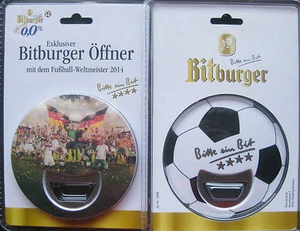 Bitburger
0,0%
Exklusiver
Bitburger Öffner
mit dem Fußball-Weltmeister 2014
Bitte ein Bit
Bitburger
Bitte ein Bit
Bitte ein Bit